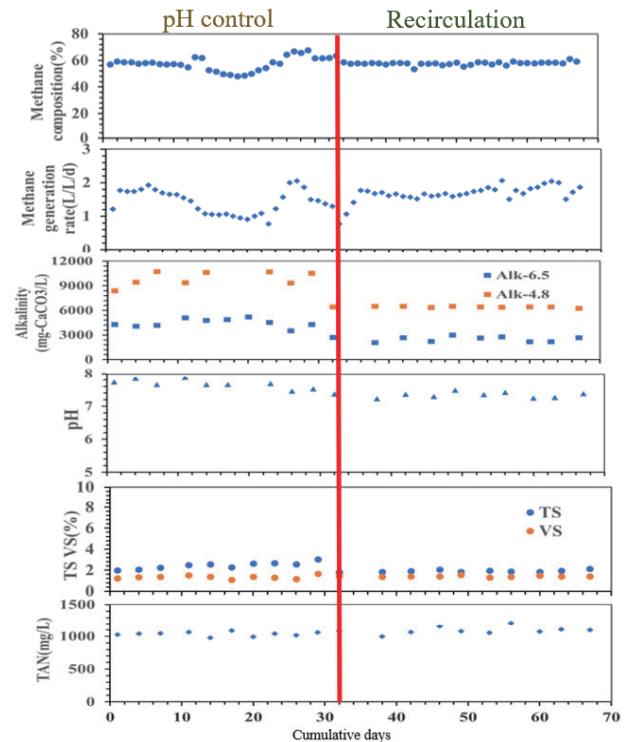 pH control Recirculation
Methane
composition(%)
80
60
40
20
0
Methane
generation
rate(L/L/d)
3
2
1
0
Alkalinity
(mg-CaCO3/L)
12000
9000
6000
3000
0
Alk-6.5
Alk-4.8
pH
8
7
6
5
TS VS(%)
10
8
6
4
2
0
TS
VS
TAN(mg/L)
1500
1000
500
0
0 10 20 30 40 50 60 70
Cumulative days